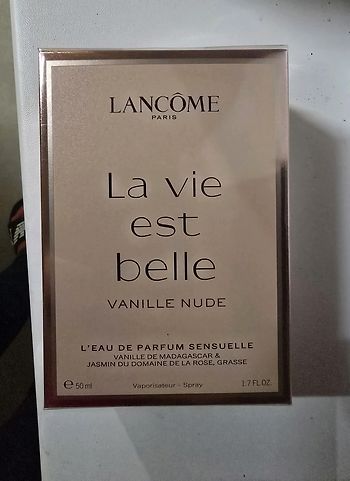 LANCÔME
PARIS
La vie
est
belle
VANILLE NUDE
L'EAU DE PARFUM SENSUELLE
VANILLE DE MADAGASCAR &
JASMIN DU DOMAINE DE LA ROSE, GRASSE
℮ 50 ml Vaporisateur - Spray 1.7 FL.OZ.